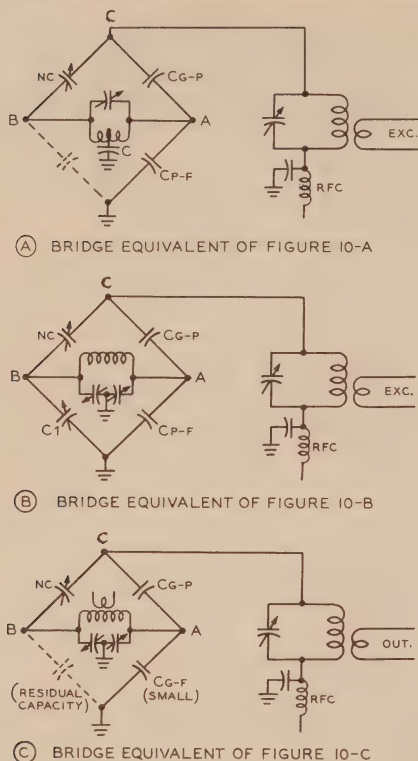 C
NC
CG-P
B
A
C
CP-F
EXC.
RFC
A BRIDGE EQUIVALENT OF FIGURE 10-A
C
NC
CG-P
B
A
C1
CP-F
EXC.
RFC
B BRIDGE EQUIVALENT OF FIGURE 10-B
C
NC
CG-P
B
A
(RESIDUAL CAPACITY)
CG-F
(SMALL)
OUT.
RFC
C BRIDGE EQUIVALENT OF FIGURE 10-C